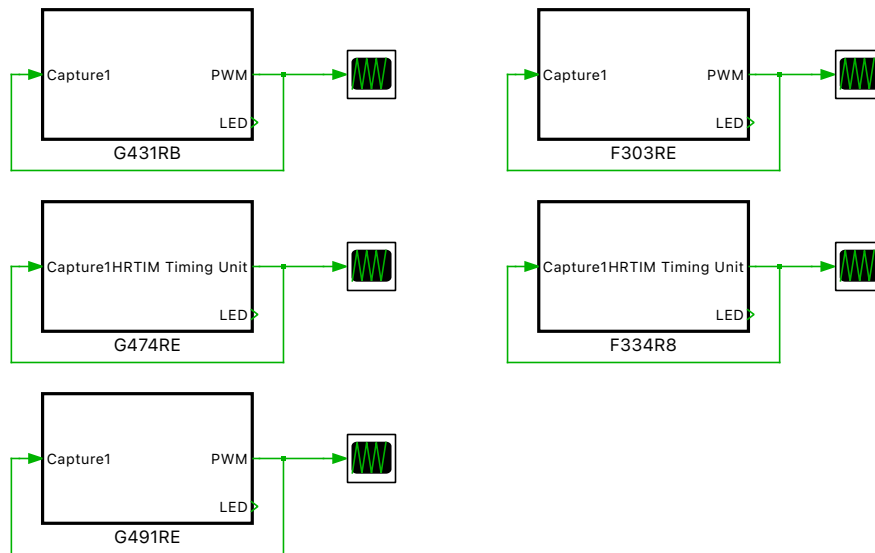 Capture1 PWM
LED
G431RB
Capture1 PWM
LED
F303RE
Capture1HRTIM Timing Unit
LED
G474RE
Capture1HRTIM Timing Unit
LED
F334R8
Capture1 PWM
LED
G491RE